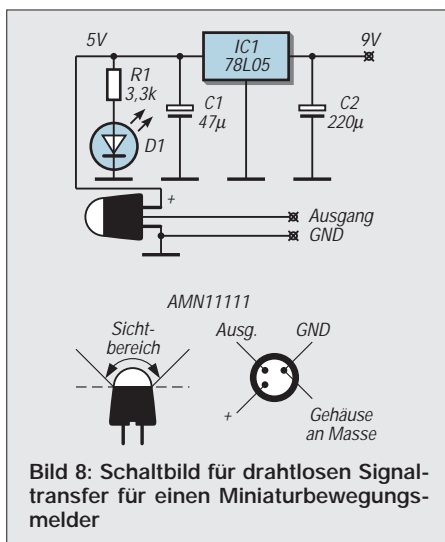 5V
IC1
78L05
9V
R1
3,3k
C1
47µ
C2
220µ
D1
+
Ausgang
GND
AMN11111
Sicht-
bereich
Ausg.
GND
+
Gehäuse
an Masse
Bild 8: Schaltbild für drahtlosen Signal-
transfer für einen Miniaturbewegungs-
melder